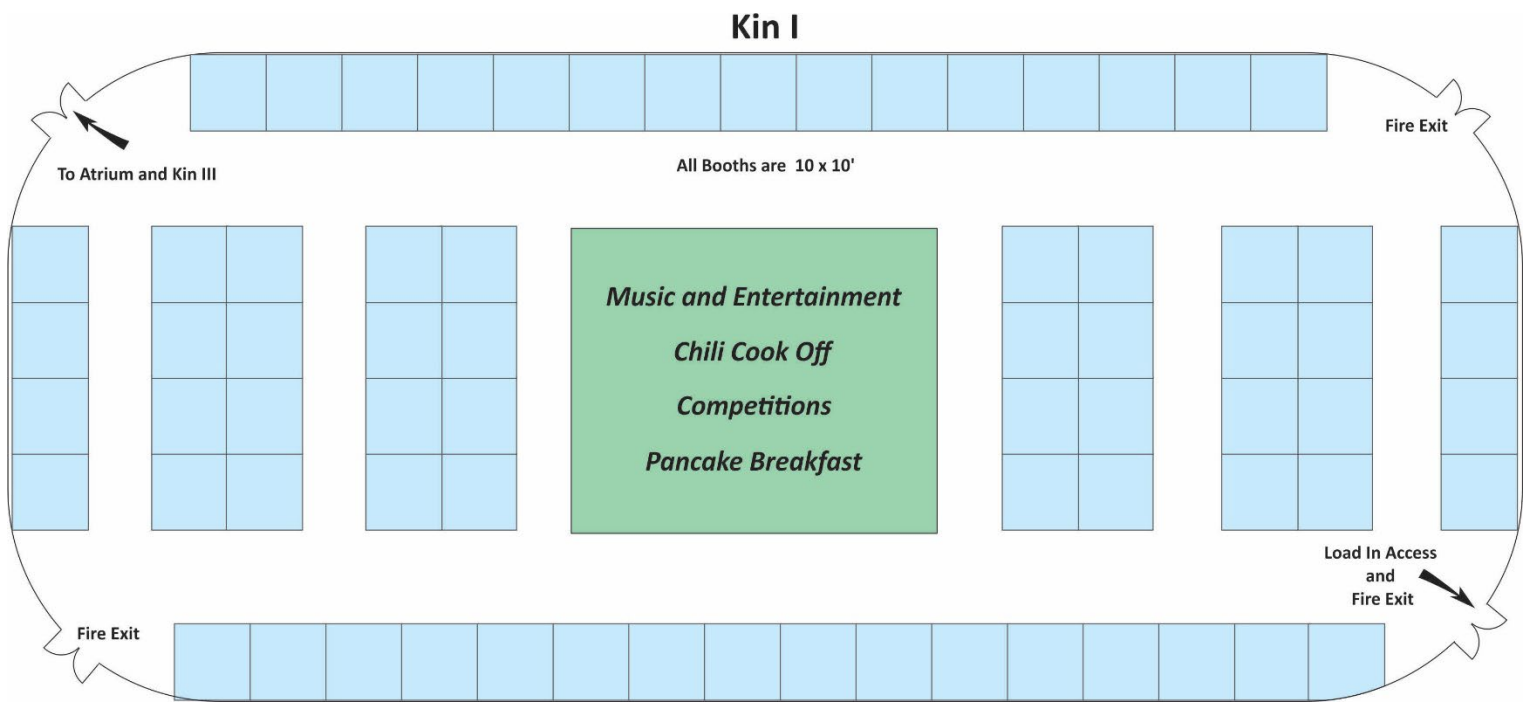 Kin I
Fire Exit
To Atrium and Kin III
All Booths are 10 x 10'
Music and Entertainment
Chili Cook Off
Competitions
Pancake Breakfast
Load In Access
and
Fire Exit
Fire Exit